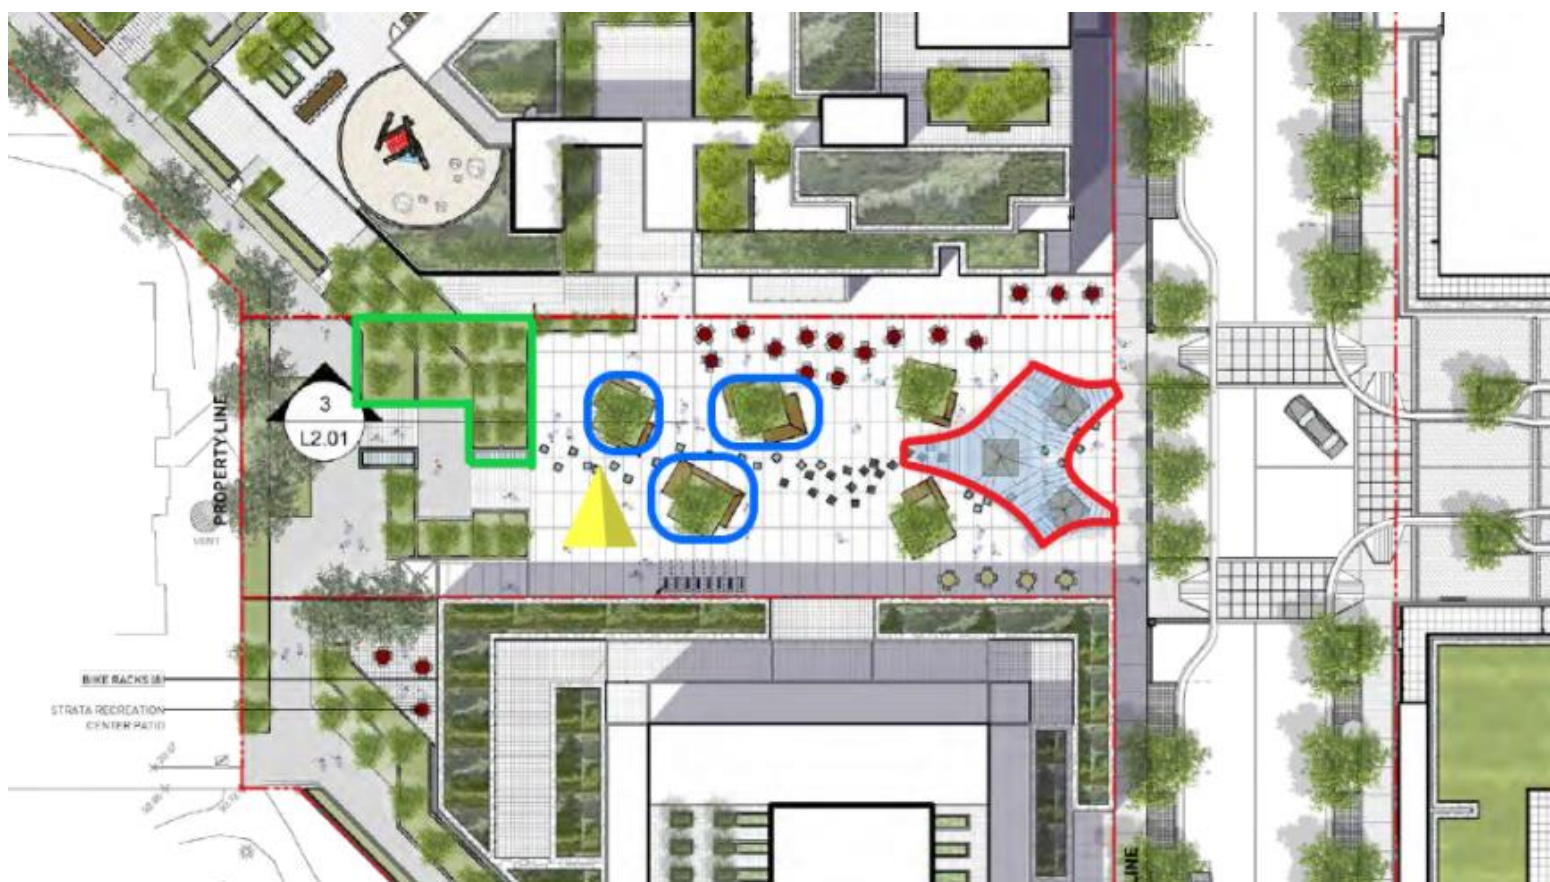 3
L2.01
PROPERTY LINE
VENT
BIKE RACKS (8)
STRATA RECREATION
CENTER PATIO
LINE